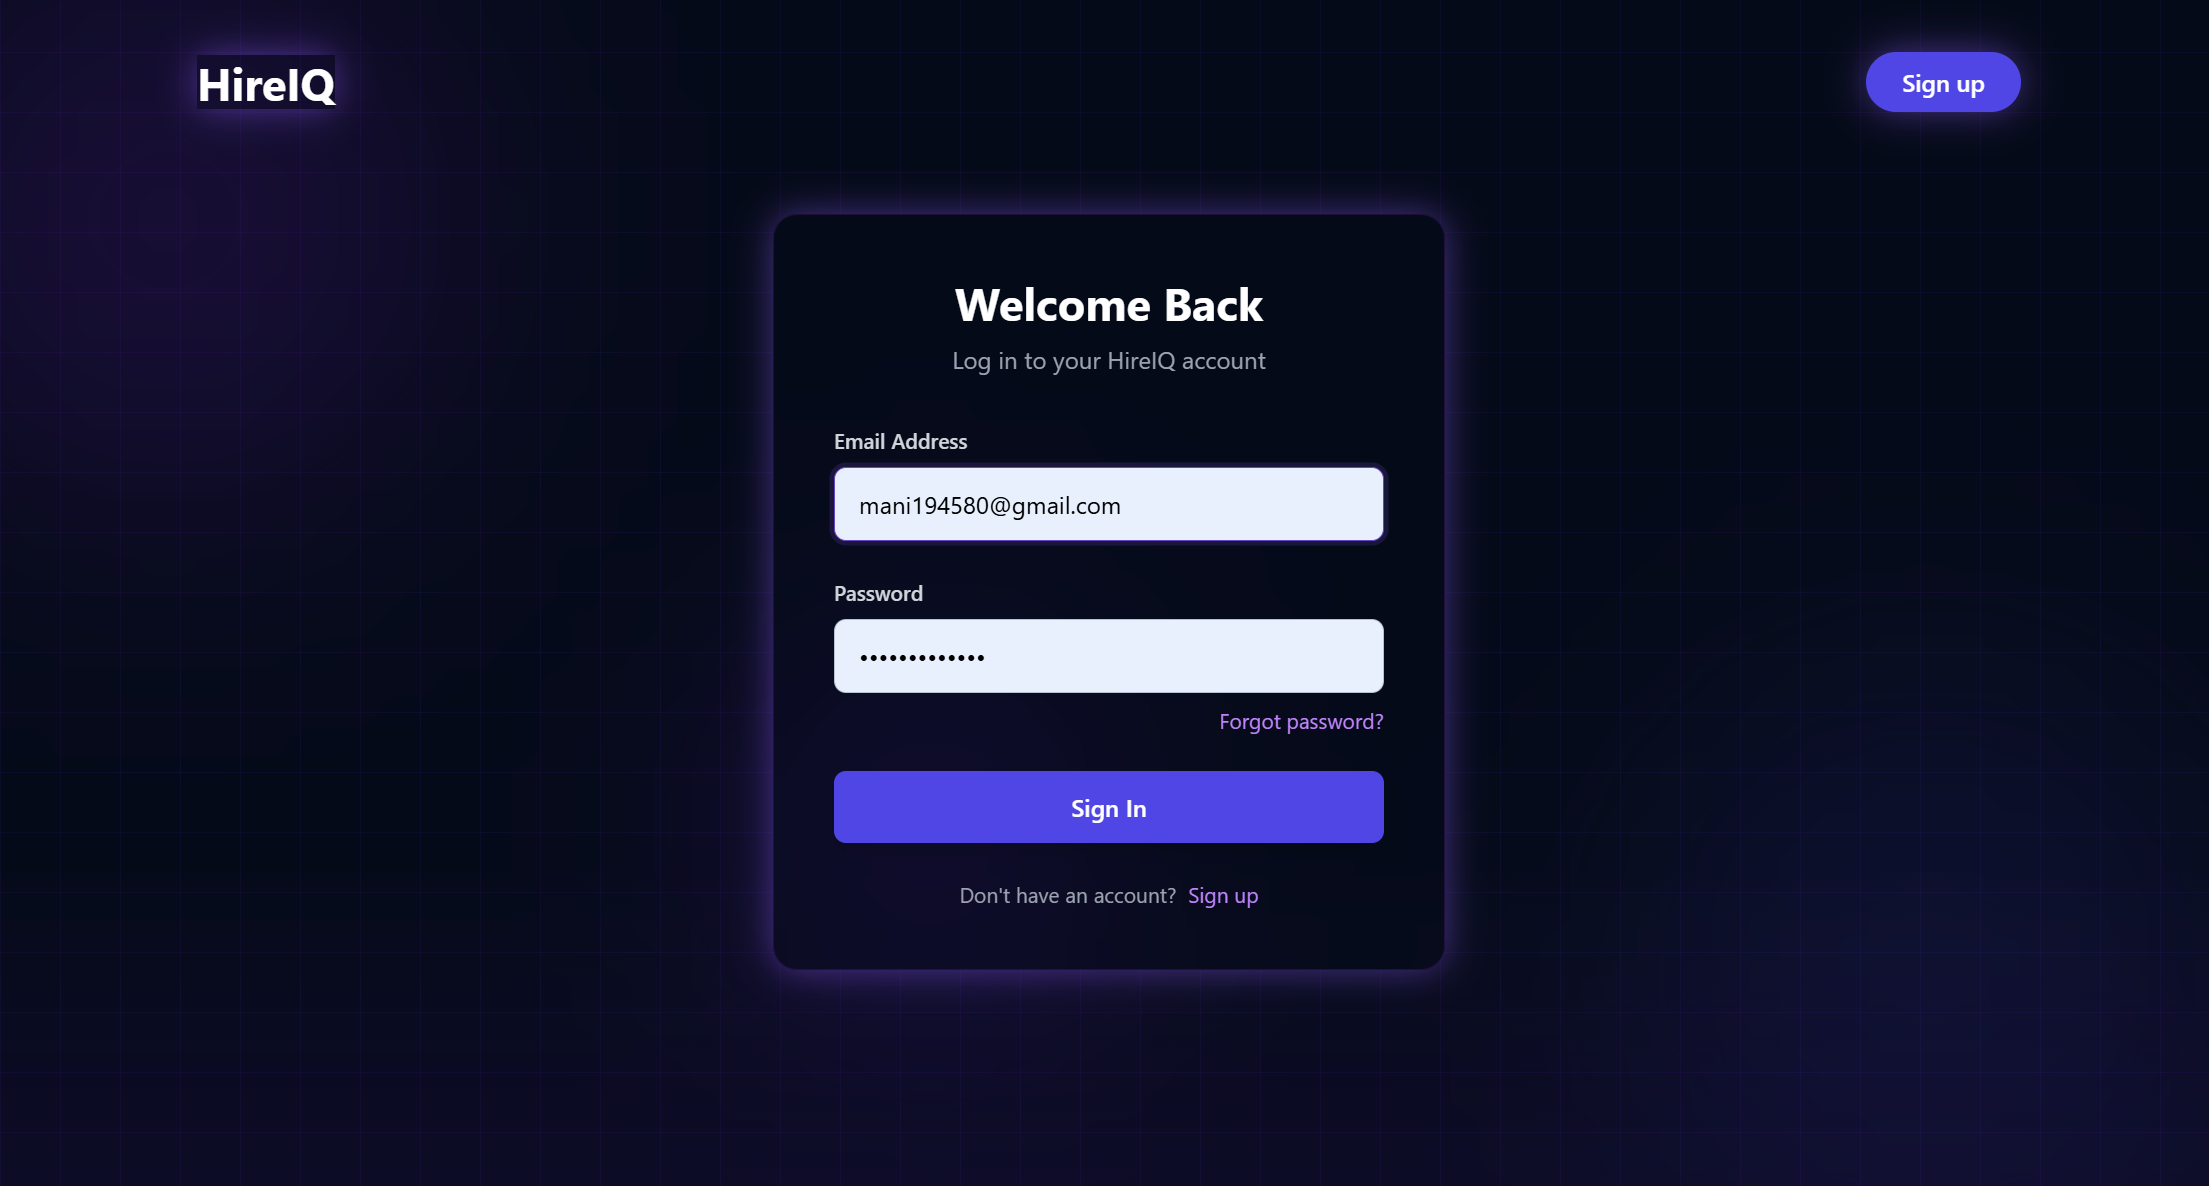 HireIQ
Sign up
Welcome Back
Log in to your HireIQ account
Email Address
mani194580@gmail.com
Password
•••••••••••••
Forgot password?
Sign In
Don't have an account? Sign up